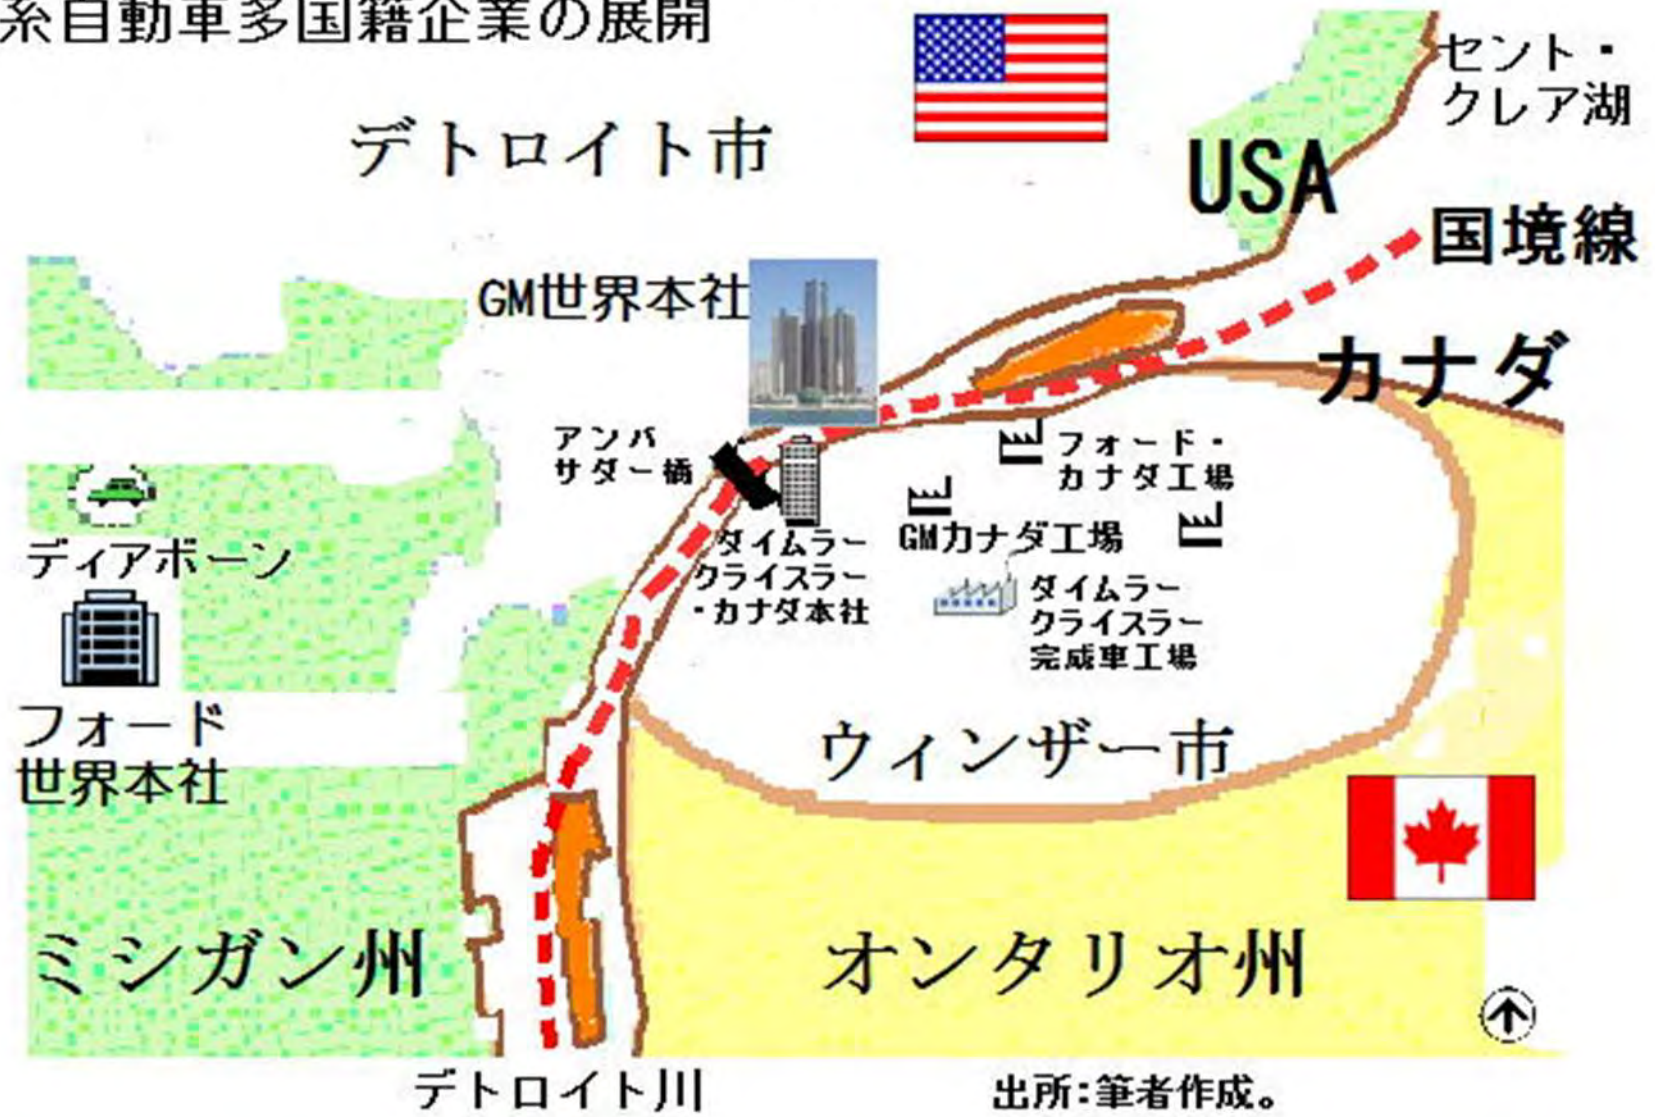 系自動車多国籍企業の展開
セント・
クレア湖
デトロイト市
USA
国境線
GM世界本社
カナダ
アンバ
サダー橋
フォード・
カナダ工場
GMカナダ工場
ディアボーン
ダイムラー
クライスラー
・カナダ本社
ダイムラー
クライスラー
完成車工場
フォード
世界本社
ウィンザー市
ミシガン州
オンタリオ州
デトロイト川
出所:筆者作成。